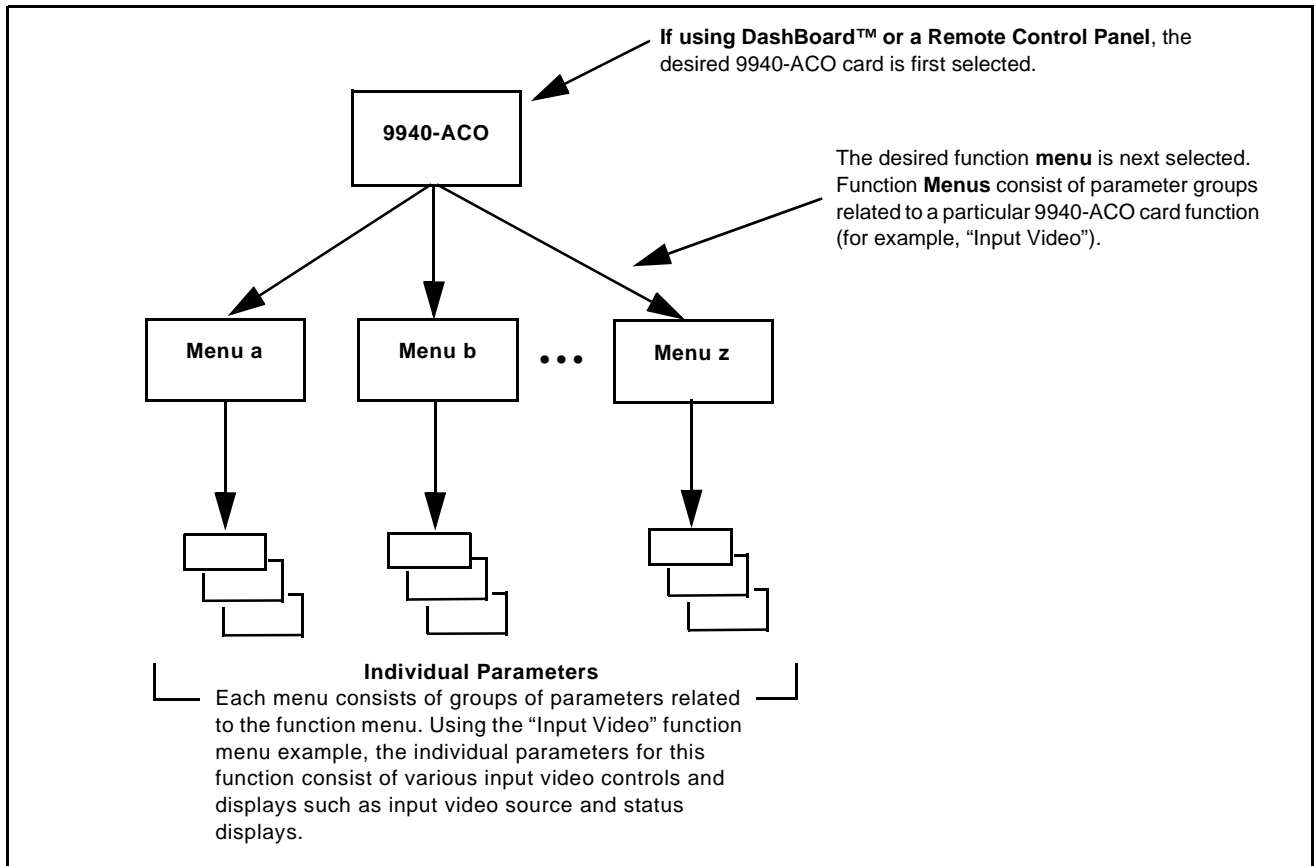 If using DashBoard™ or a Remote Control Panel, the
desired 9940-ACO card is first selected.
9940-ACO
The desired function menu is next selected.
Function Menus consist of parameter groups
related to a particular 9940-ACO card function
(for example, “Input Video”).
Menu a
Menu b
•••
Menu z
Individual Parameters
Each menu consists of groups of parameters related
to the function menu. Using the “Input Video” function
menu example, the individual parameters for this
function consist of various input video controls and
displays such as input video source and status
displays.